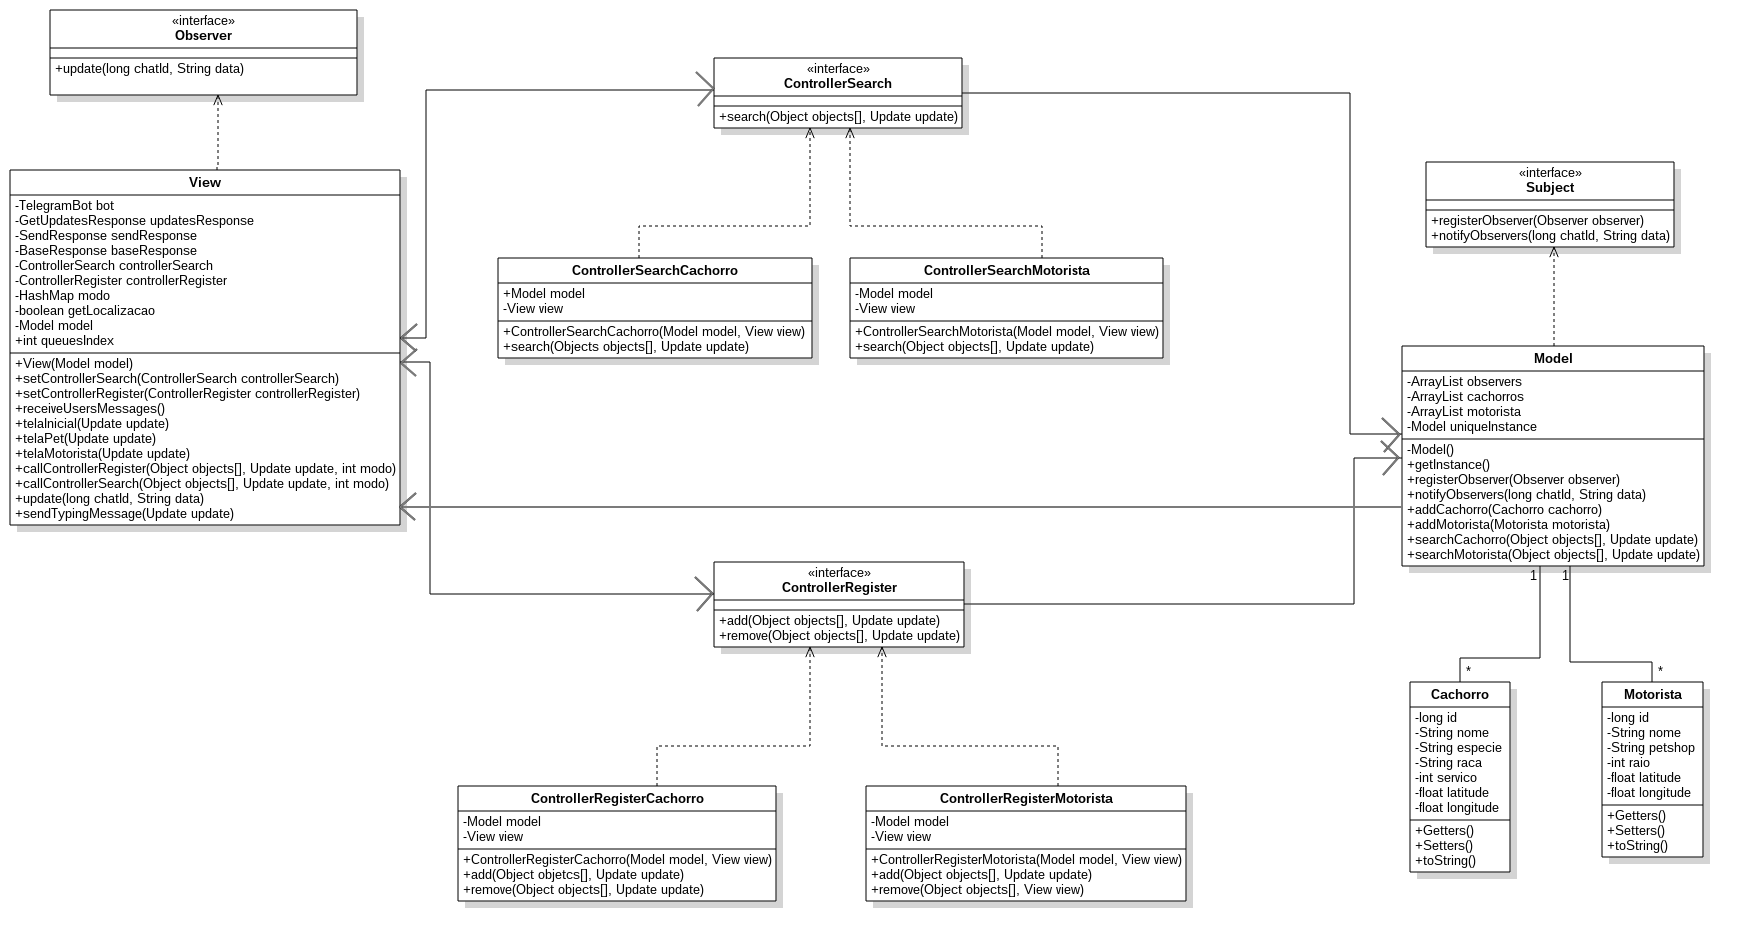 «interface»
Observer
+update(long chatId, String data)
«interface»
ControllerSearch
+search(Object objects[], Update update)
«interface»
Subject
+registerObserver(Observer observer)
+notifyObservers(long chatId, String data)
View
-TelegramBot bot
-GetUpdatesResponse updatesResponse
-SendResponse sendResponse
-BaseResponse baseResponse
-ControllerSearch controllerSearch
-ControllerRegister controllerRegister
-HashMap modo
-boolean getLocalizacao
-Model model
+int queuesIndex
+View(Model model)
+setControllerSearch(ControllerSearch controllerSearch)
+setControllerRegister(ControllerRegister controllerRegister)
+receiveUsersMessages()
+telaInicial(Update update)
+telaPet(Update update)
+telaMotorista(Update update)
+callControllerRegister(Object objects[], Update update, int modo)
+callControllerSearch(Object objects[], Update update, int modo)
+update(long chatId, String data)
+sendTypingMessage(Update update)
ControllerSearchCachorro
+Model model
-View view
+ControllerSearchCachorro(Model model, View view)
+search(Objects objects[], Update update)
ControllerSearchMotorista
-Model model
-View view
+ControllerSearchMotorista(Model model, View view)
+search(Object objects[], Update update)
Model
-ArrayList observers
-ArrayList cachorros
-ArrayList motorista
-Model uniqueInstance
-Model()
+getInstance()
+registerObserver(Observer observer)
+notifyObservers(long chatId, String data)
+addCachorro(Cachorro cachorro)
+addMotorista(Motorista motorista)
+searchCachorro(Object objects[], Update update)
+searchMotorista(Object objects[], Update update)
1
1
*
*
«interface»
ControllerRegister
+add(Object objects[], Update update)
+remove(Object objects[], Update update)
Cachorro
-long id
-String nome
-String especie
-String raca
-int servico
-float latitude
-float longitude
+Getters()
+Setters()
+toString()
Motorista
-long id
-String nome
-String petshop
-int raio
-float latitude
-float longitude
+Getters()
+Setters()
+toString()
ControllerRegisterCachorro
-Model model
-View view
+ControllerRegisterCachorro(Model model, View view)
+add(Object objetcs[], Update update)
+remove(Object objects[], Update update)
ControllerRegisterMotorista
-Model model
-View view
+ControllerRegisterMotorista(Model model, View view)
+add(Object objects[], Update update)
+remove(Object objects[], View view)